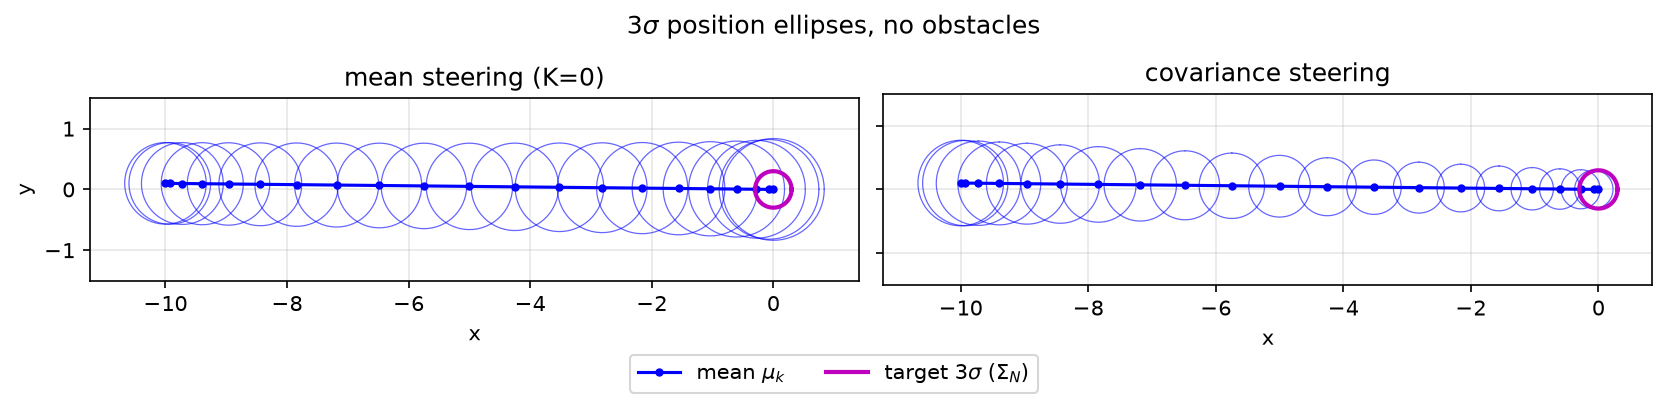 3σ position ellipses, no obstacles
mean steering (K=0)
covariance steering
1
0
−1
y
−10 −8 −6 −4 −2 0
x
−10 −8 −6 −4 −2 0
x
mean μₖ
target 3σ (Σ_N)